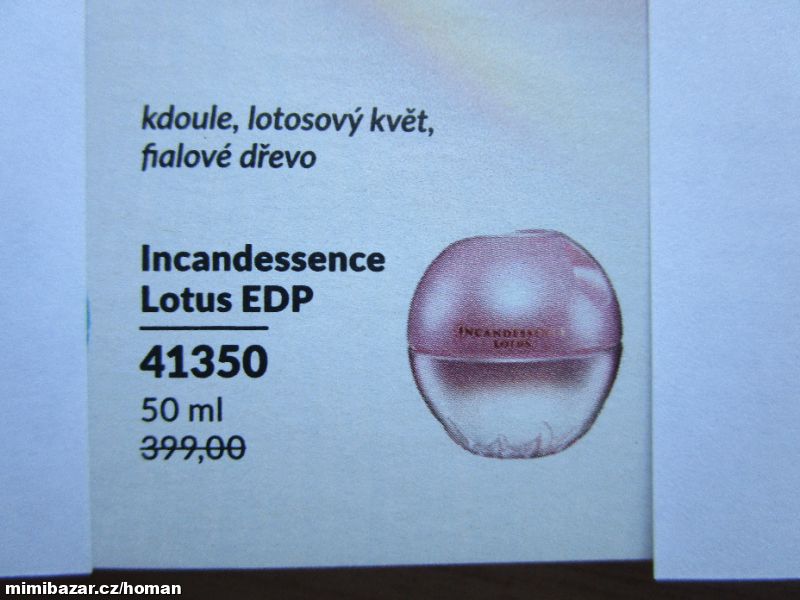 kdoule, lotosový květ,
fialové dřevo
Incandessence
Lotus EDP
41350
50 ml
399,00
INCANDESSENCE
LOTUS
mimibazar.cz/homan